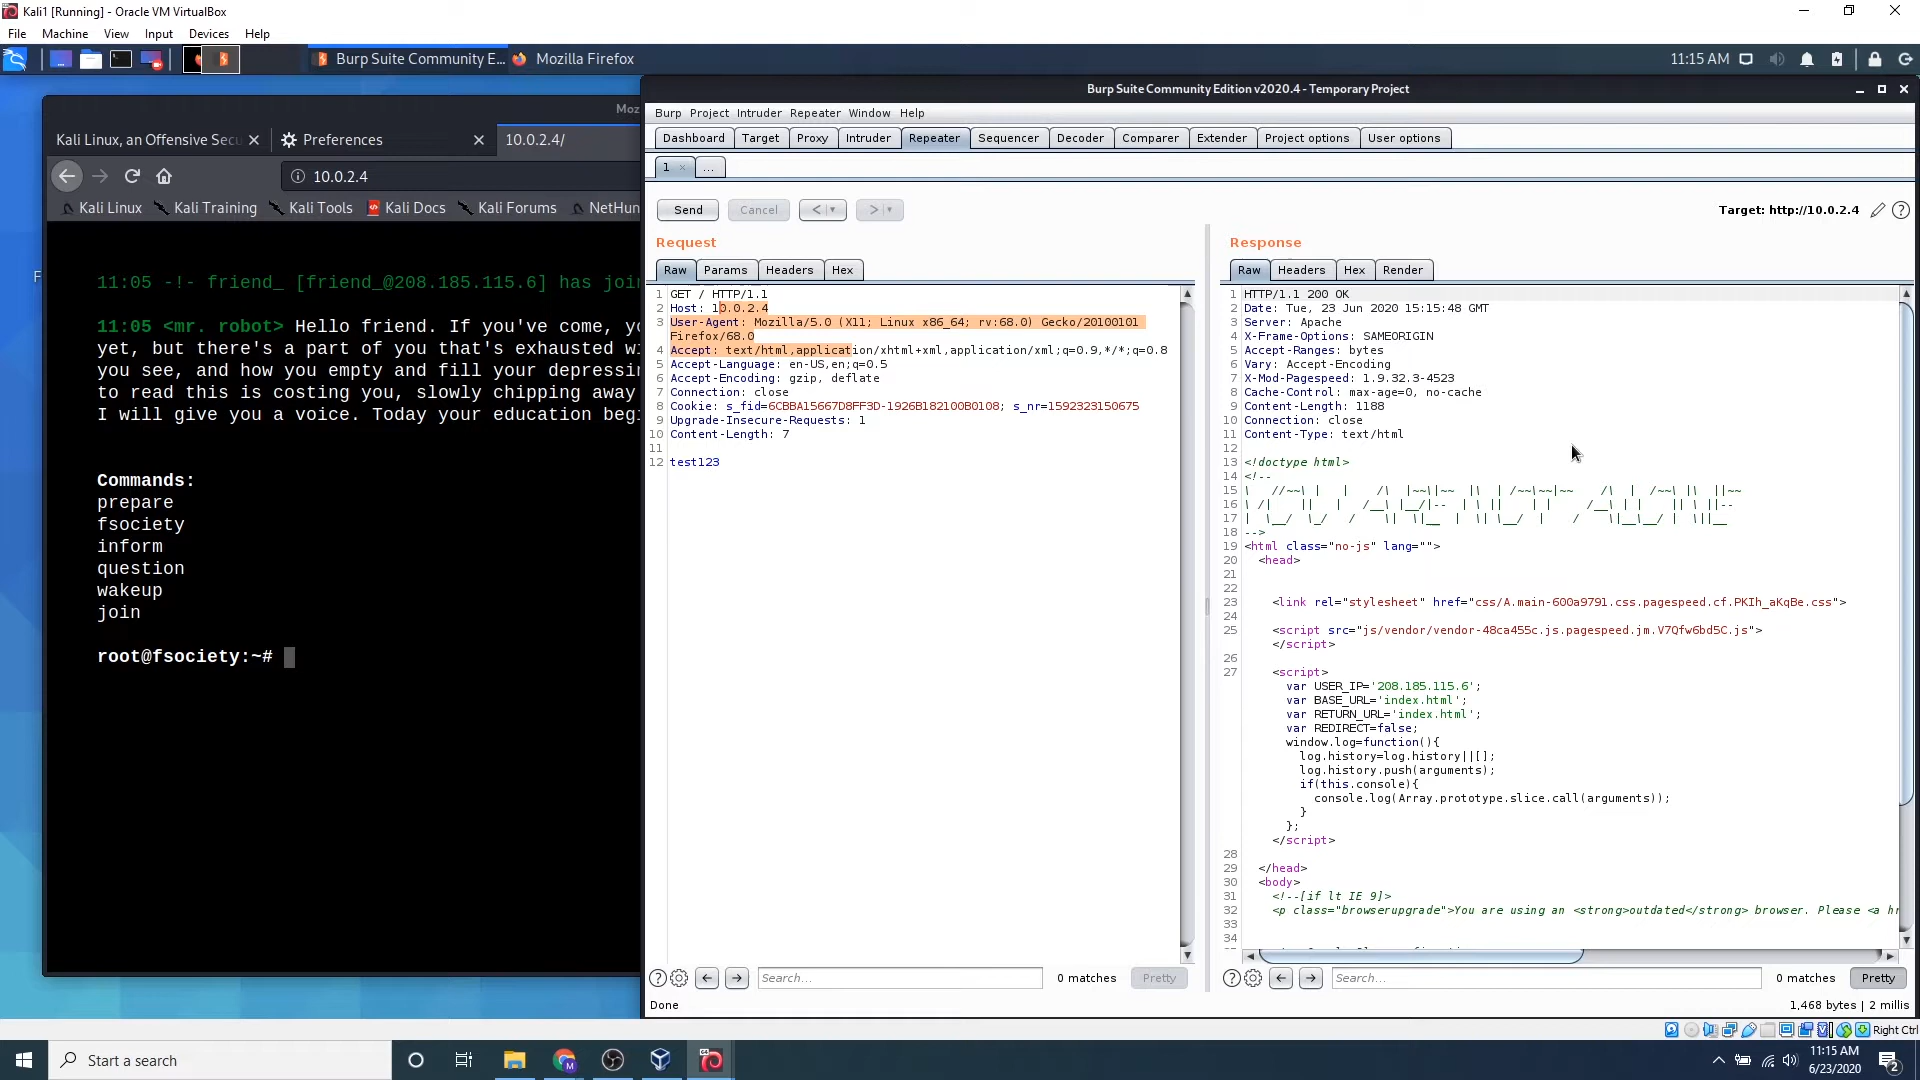 Kali1 [Running] - Oracle VM VirtualBox
File Machine View Input Devices Help
Burp Suite Community E... Mozilla Firefox 11:15 AM
Burp Suite Community Edition v2020.4 - Temporary Project
Moz
Kali Linux, an Offensive Secu Preferences 10.0.2.4/
10.0.2.4
Kali Linux Kali Training Kali Tools Kali Docs Kali Forums NetHun
F
11:05 -!- friend_ [friend_@208.185.115.6] has joi
11:05 <mr. robot> Hello friend. If you've come, yo
yet, but there's a part of you that's exhausted wi
you see, and how you empty and fill your depressin
to read this is costing you, slowly chipping away
I will give you a voice. Today your education begi
Commands:
prepare
fsociety
inform
question
wakeup
join
root@fsociety:~#
Burp Project Intruder Repeater Window Help
Dashboard Target Proxy Intruder Repeater Sequencer Decoder Comparer Extender Project options User options
1 × ...
Send Cancel < > Target: http://10.0.2.4
Request
Raw Params Headers Hex
1 GET / HTTP/1.1
2 Host: 10.0.2.4
3 User-Agent: Mozilla/5.0 (X11; Linux x86_64; rv:68.0) Gecko/20100101
Firefox/68.0
4 Accept: text/html,application/xhtml+xml,application/xml;q=0.9,*/*;q=0.8
5 Accept-Language: en-US,en;q=0.5
6 Accept-Encoding: gzip, deflate
7 Connection: close
8 Cookie: s_fid=6CBBA15667D8FF3D-1926B182100B0108; s_nr=1592323150675
9 Upgrade-Insecure-Requests: 1
10 Content-Length: 7
11
12 test123
Search... 0 matches Pretty
Done
Response
Raw Headers Hex Render
1 HTTP/1.1 200 OK
2 Date: Tue, 23 Jun 2020 15:15:48 GMT
3 Server: Apache
4 X-Frame-Options: SAMEORIGIN
5 Accept-Ranges: bytes
6 Vary: Accept-Encoding
7 X-Mod-Pagespeed: 1.9.32.3-4523
8 Cache-Control: max-age=0, no-cache
9 Content-Length: 1188
10 Connection: close
11 Content-Type: text/html
12
13 <!doctype html>
14 <!--
15
16
17
18 -->
19 <html class="no-js" lang="">
20 <head>
21
22
23 <link rel="stylesheet" href="css/A.main-600a9791.css.pagespeed.cf.PKIh_aKqBe.css">
24
25 <script src="js/vendor/vendor-48ca455c.js.pagespeed.jm.V7Qfw6bd5C.js">
</script>
26
27 <script>
var USER_IP='208.185.115.6';
var BASE_URL='index.html';
var RETURN_URL='index.html';
var REDIRECT=false;
window.log=function(){
log.history=log.history||[];
log.history.push(arguments);
if(this.console){
console.log(Array.prototype.slice.call(arguments));
}
};
</script>
28
29 </head>
30 <body>
31 <!--[if lt IE 9]>
32 <p class="browserupgrade">You are using an <strong>outdated</strong> browser. Please <a hr
33
34
Search... 0 matches Pretty
1,468 bytes | 2 millis
Right Ctrl
Start a search
11:15 AM
6/23/2020
2